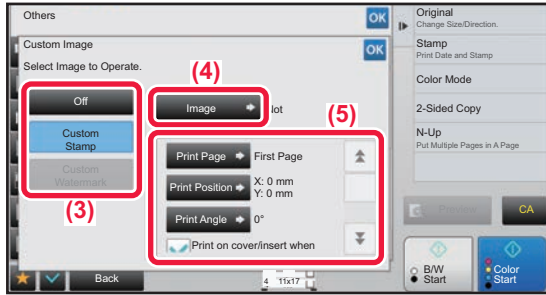 Others
OK
Custom Image
OK
Select Image to Operate.
(4)
Off
Image
lot
(5)
Custom
Stamp
Custom
Watermark
(3)
Print Page
First Page
Print Position
X: 0 mm
Y: 0 mm
Print Angle
0°
Print on cover/insert when
Back
4 11x17
Original
Change Size/Direction.
Stamp
Print Date and Stamp
Color Mode
2-Sided Copy
N-Up
Put Multiple Pages in A Page
Preview
CA
B/W
Start
Color
Start